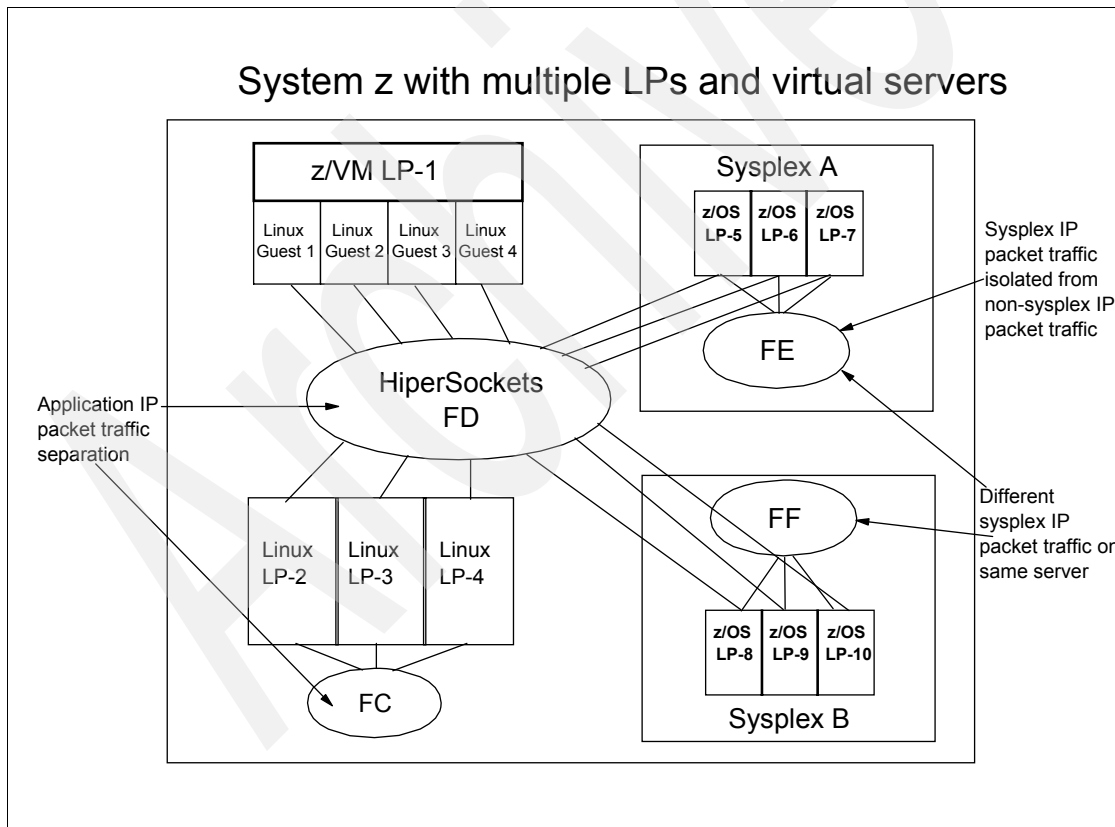 System z with multiple LPs and virtual servers
z/VM LP-1
Linux
Guest 1
Linux
Guest 2
Linux
Guest 3
Linux
Guest 4
Sysplex A
z/OS
LP-5
z/OS
LP-6
z/OS
LP-7
FE
Sysplex IP
packet traffic
isolated from
non-sysplex IP
packet traffic
HiperSockets
FD
Application IP
packet traffic
separation
Linux
LP-2
Linux
LP-3
Linux
LP-4
FC
FF
Different
sysplex IP
packet traffic on
same server
z/OS
LP-8
z/OS
LP-9
z/OS
LP-10
Sysplex B